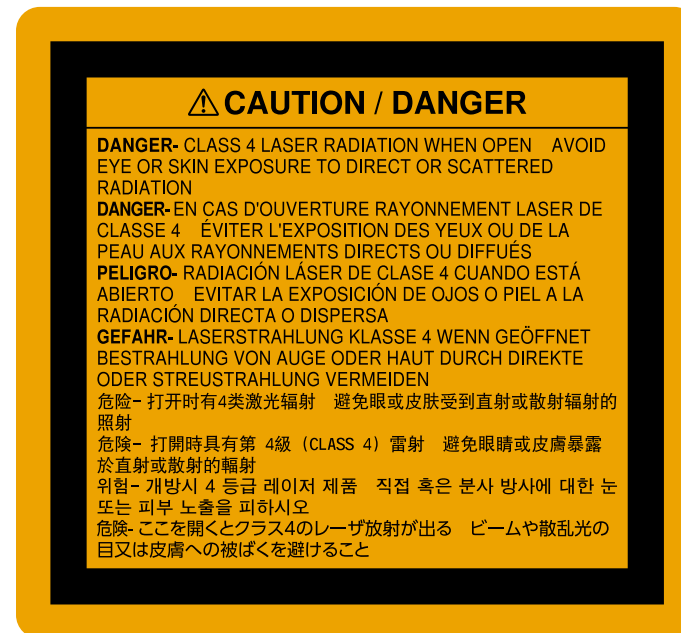 ⚠ CAUTION / DANGER
DANGER- CLASS 4 LASER RADIATION WHEN OPEN AVOID
EYE OR SKIN EXPOSURE TO DIRECT OR SCATTERED
RADIATION
DANGER- EN CAS D'OUVERTURE RAYONNEMENT LASER DE
CLASSE 4 ÉVITER L'EXPOSITION DES YEUX OU DE LA
PEAU AUX RAYONNEMENTS DIRECTS OU DIFFUÉS
PELIGRO- RADIACIÓN LÁSER DE CLASE 4 CUANDO ESTÁ
ABIERTO EVITAR LA EXPOSICIÓN DE OJOS O PIEL A LA
RADIACIÓN DIRECTA O DISPERSA
GEFAHR- LASERSTRAHLUNG KLASSE 4 WENN GEÖFFNET
BESTRAHLUNG VON AUGE ODER HAUT DURCH DIREKTE
ODER STREUSTRAHLUNG VERMEIDEN
危险- 打开时有4类激光辐射 避免眼或皮肤受到直射或散射辐射的
照射
危険- 打開時具有第 4級 (CLASS 4) 雷射 避免眼睛或皮膚暴露
於直射或散射的輻射
위험- 개방시 4 등급 레이저 제품 직접 혹은 분사 방사에 대한 눈
또는 피부 노출을 피하시오
危険- ここを開くとクラス4のレーザ放射が出る ビームや散乱光の
目又は皮膚への被ばくを避けること